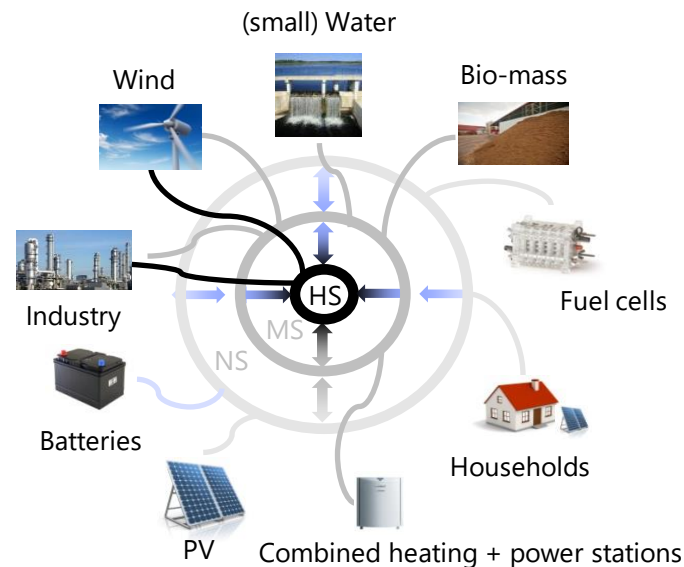 (small) Water
Wind
Bio-mass
Industry
HS
MS
NS
Fuel cells
Batteries
Households
PV
Combined heating + power stations